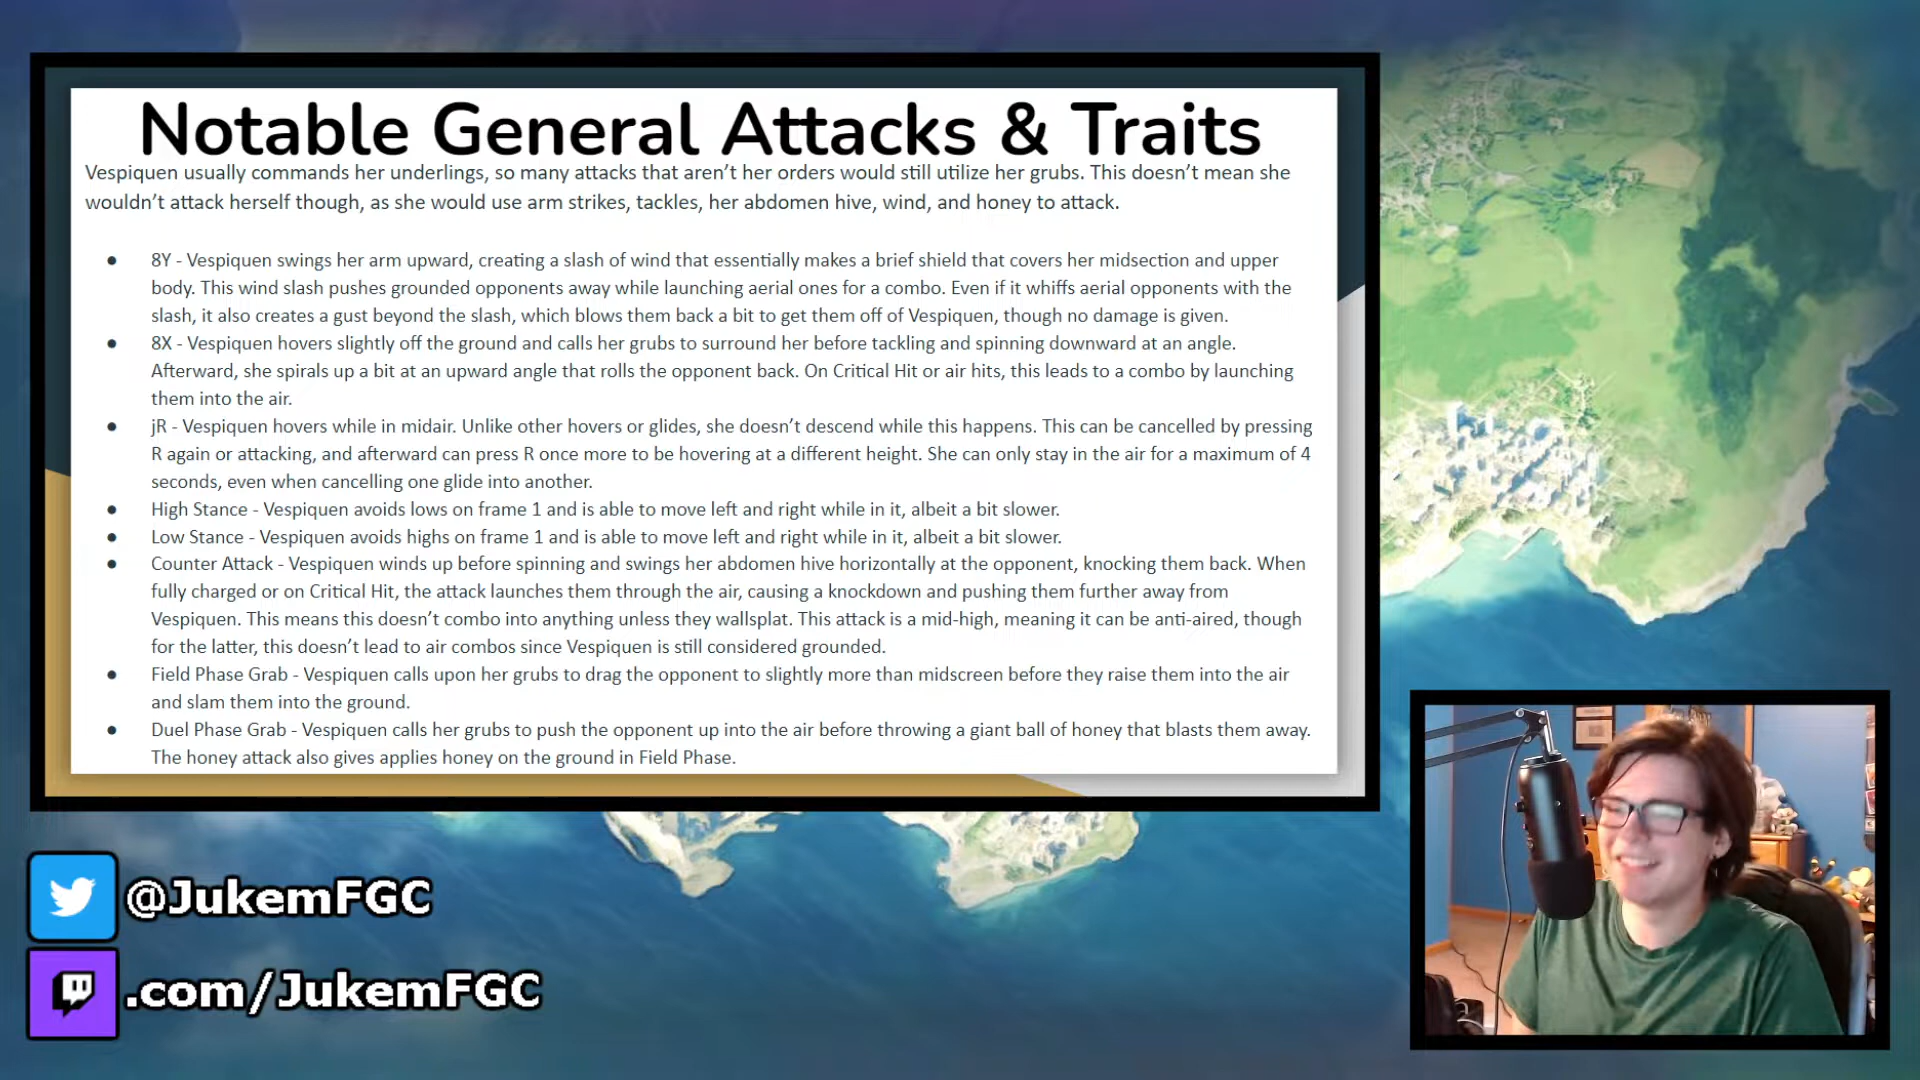 Notable General Attacks & Traits
Vespiquen usually commands her underlings, so many attacks that aren't her orders would still utilize her grubs. This doesn't mean she
wouldn't attack herself though, as she would use arm strikes, tackles, her abdomen hive, wind, and honey to attack.
● 8Y - Vespiquen swings her arm upward, creating a slash of wind that essentially makes a brief shield that covers her midsection and upper
body. This wind slash pushes grounded opponents away while launching aerial ones for a combo. Even if it whiffs aerial opponents with the
slash, it also creates a gust beyond the slash, which blows them back a bit to get them off of Vespiquen, though no damage is given.
● 8X - Vespiquen hovers slightly off the ground and calls her grubs to surround her before tackling and spinning downward at an angle.
Afterward, she spirals up a bit at an upward angle that rolls the opponent back. On Critical Hit or air hits, this leads to a combo by launching
them into the air.
● jR - Vespiquen hovers while in midair. Unlike other hovers or glides, she doesn't descend while this happens. This can be cancelled by pressing
R again or attacking, and afterward can press R once more to be hovering at a different height. She can only stay in the air for a maximum of 4
seconds, even when cancelling one glide into another.
● High Stance - Vespiquen avoids lows on frame 1 and is able to move left and right while in it, albeit a bit slower.
● Low Stance - Vespiquen avoids highs on frame 1 and is able to move left and right while in it, albeit a bit slower.
● Counter Attack - Vespiquen winds up before spinning and swings her abdomen hive horizontally at the opponent, knocking them back. When
fully charged or on Critical Hit, the attack launches them through the air, causing a knockdown and pushing them further away from
Vespiquen. This means this doesn't combo into anything unless they wallsplat. This attack is a mid-high, meaning it can be anti-aired, though
for the latter, this doesn't lead to air combos since Vespiquen is still considered grounded.
● Field Phase Grab - Vespiquen calls upon her grubs to drag the opponent to slightly more than midscreen before they raise them into the air
and slam them into the ground.
● Duel Phase Grab - Vespiquen calls her grubs to push the opponent up into the air before throwing a giant ball of honey that blasts them away.
The honey attack also gives applies honey on the ground in Field Phase.
@JukemFGC
.com/JukemFGC